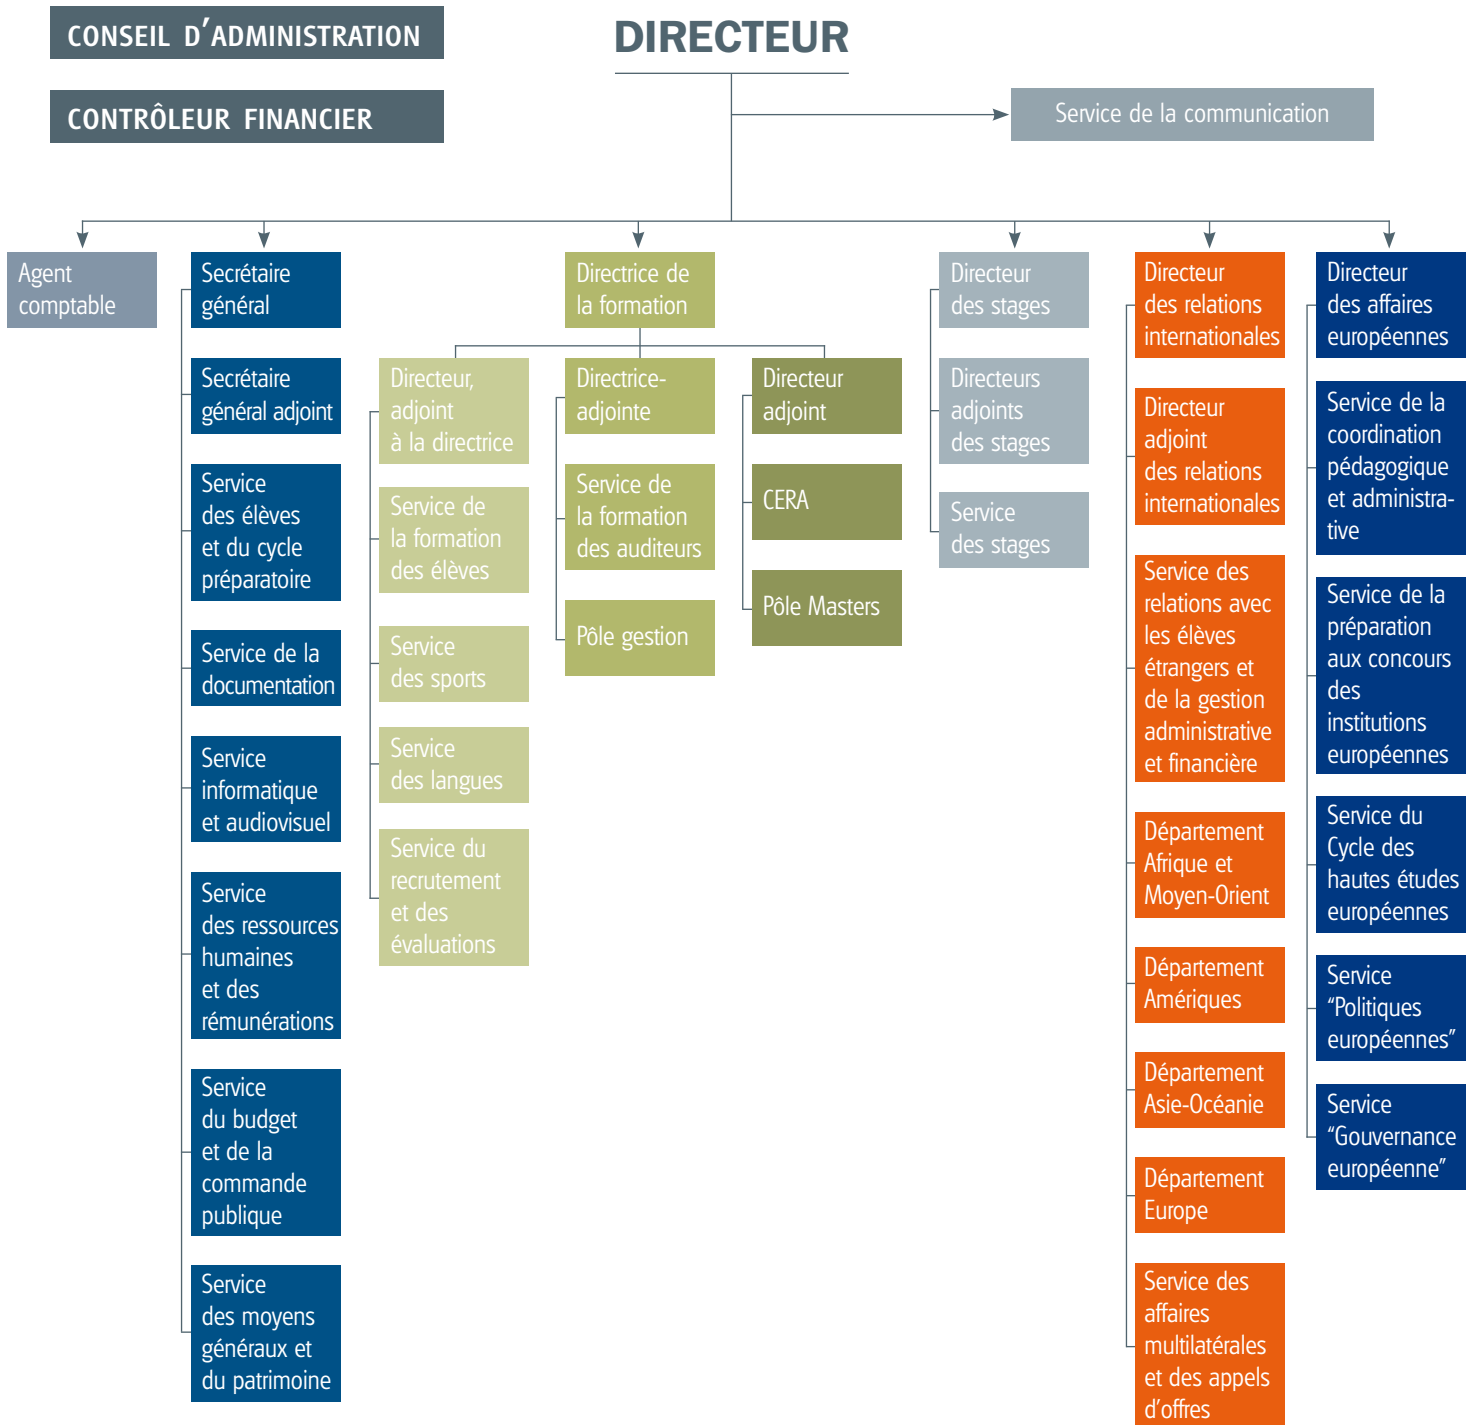 CONSEIL D'ADMINISTRATION
CONTRÔLEUR FINANCIER
DIRECTEUR
Service de la communication
Agent
comptable
Secrétaire
général
Secrétaire
général adjoint
Service
des élèves
et du cycle
préparatoire
Service de la
documentation
Service
informatique
et audiovisuel
Service
des ressources
humaines
et des
rémunérations
Service
du budget
et de la
commande
publique
Service
des moyens
généraux et
du patrimoine
Directrice de
la formation
Directeur,
adjoint
à la directrice
Service de
la formation
des élèves
Service
des sports
Service
des langues
Service du
recrutement
et des
évaluations
Directrice-
adjointe
Service de
la formation
des auditeurs
Pôle gestion
Directeur
adjoint
CERA
Pôle Masters
Directeur
des stages
Directeurs
adjoints
des stages
Service
des stages
Directeur
des relations
internationales
Directeur
adjoint
des relations
internationales
Service des
relations avec
les élèves
étrangers et
de la gestion
administrative
et financière
Département
Afrique et
Moyen-Orient
Département
Amériques
Département
Asie-Océanie
Département
Europe
Service des
affaires
multilatérales
et des appels
d'offres
Directeur
des affaires
européennes
Service de la
coordination
pédagogique
et administra-
tive
Service de la
préparation
aux concours
des
institutions
européennes
Service du
Cycle des
hautes études
européennes
Service
“Politiques
européennes”
Service
“Gouvernance
européenne”